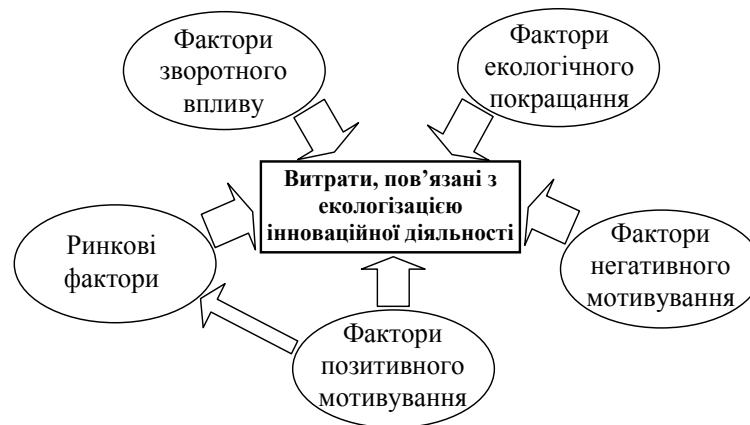 Фактори
зворотного
впливу
Фактори
екологічного
покращання
Витрати, пов’язані з
екологізацією
інноваційної діяльності
Ринкові
фактори
Фактори
негативного
мотивування
Фактори
позитивного
мотивування